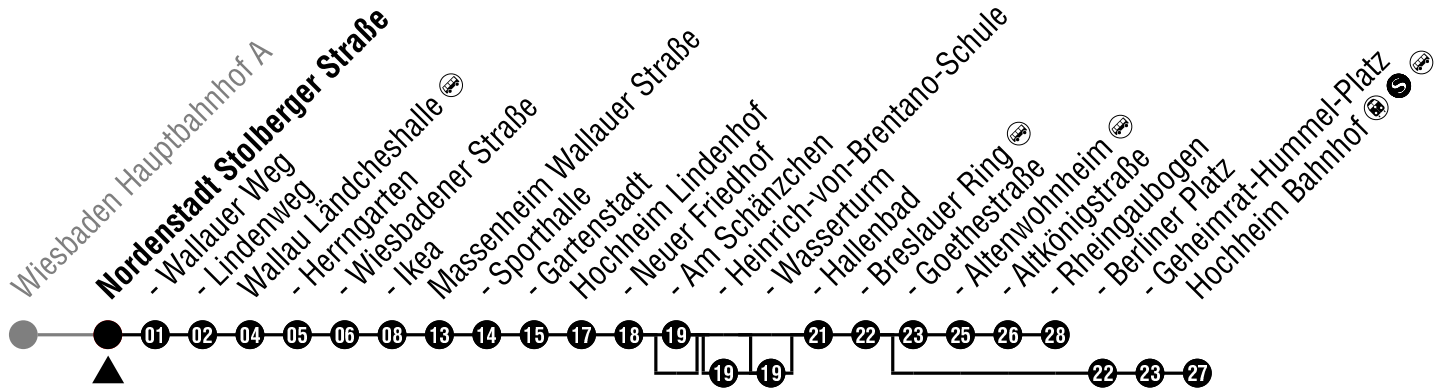 Wiesbaden Hauptbahnhof A
Nordenstadt Stolberger Straße
- Wallauer Weg
- Lindenweg
Wallau Ländcheshalle
- Herrngarten
- Wiesbadener Straße
- Ikea
Massenheim Wallauer Straße
- Sporthalle
- Gartenstadt
Hochheim Lindenhof
- Neuer Friedhof
- Am Schänzchen
- Heinrich-von-Brentano-Schule
- Wasserturm
- Hallenbad
- Breslauer Ring
- Goethestraße
- Altenwohnheim
- Altkönigstraße
- Rheingaubogen
- Berliner Platz
- Geheimrat-Hummel-Platz
Hochheim Bahnhof S
01 02 04 05 06 08 13 14 15 17 18 19 21 22 23 25 26 28
19 19 22 23 27